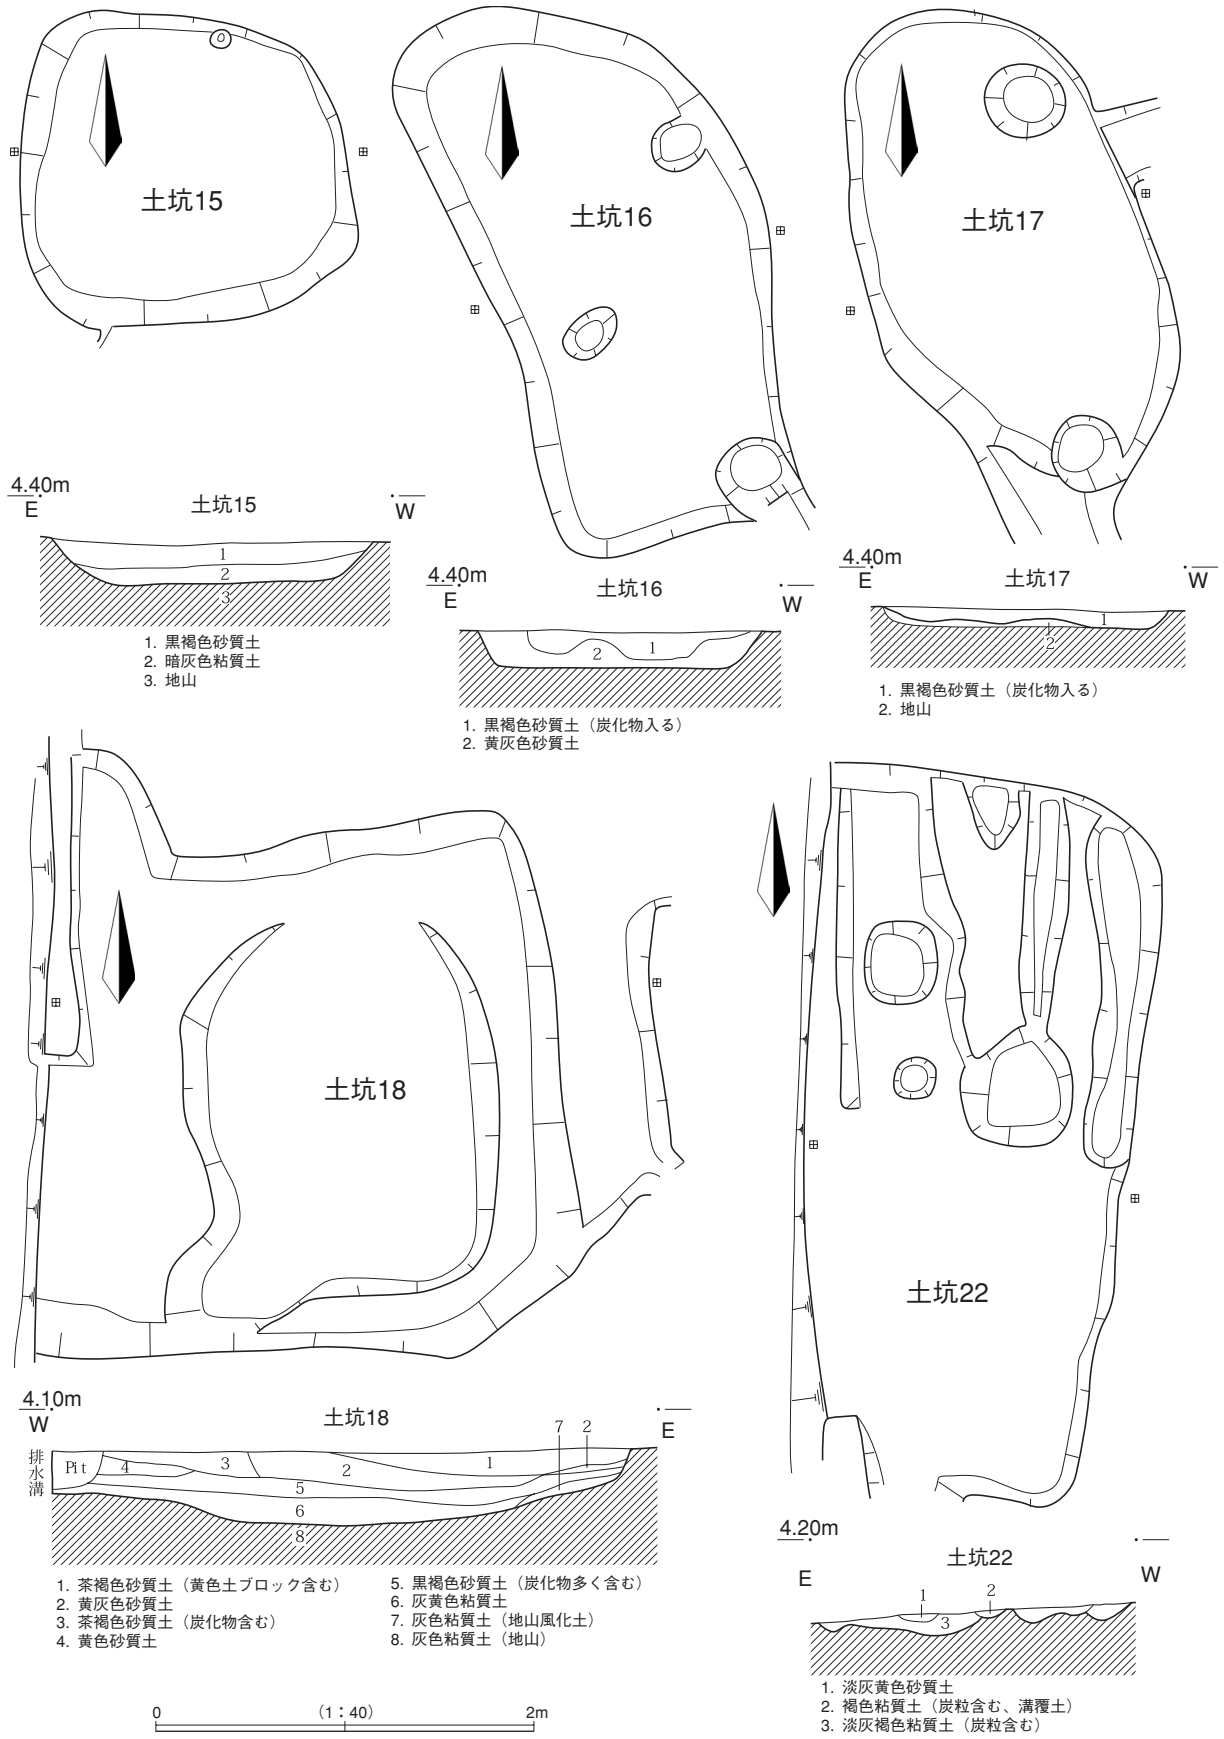 土坑15
土坑16
土坑17
4.40m
E
土坑15
W
1
2
3
1. 黒褐色砂質土
2. 暗灰色粘質土
3. 地山
4.40m
E
土坑16
W
1
2
1. 黒褐色砂質土（炭化物入る）
2. 黄灰色砂質土
4.40m
E
土坑17
W
1
2
1. 黒褐色砂質土（炭化物入る）
2. 地山
土坑18
土坑22
4.10m
W
土坑18
E
排水溝
Pit
4
3
2
1
7
2
5
6
8
1. 茶褐色砂質土（黄色土ブロック含む）
2. 黄灰色砂質土
3. 茶褐色砂質土（炭化物含む）
4. 黄色砂質土
5. 黒褐色砂質土（炭化物多く含む）
6. 灰黄色粘質土
7. 灰色粘質土（地山風化土）
8. 灰色粘質土（地山）
4.20m
E
土坑22
W
1
2
3
1. 淡灰黄色砂質土
2. 褐色粘質土（炭粒含む、溝覆土）
3. 淡灰褐色粘質土（炭粒含む）
0 （1：40） 2m